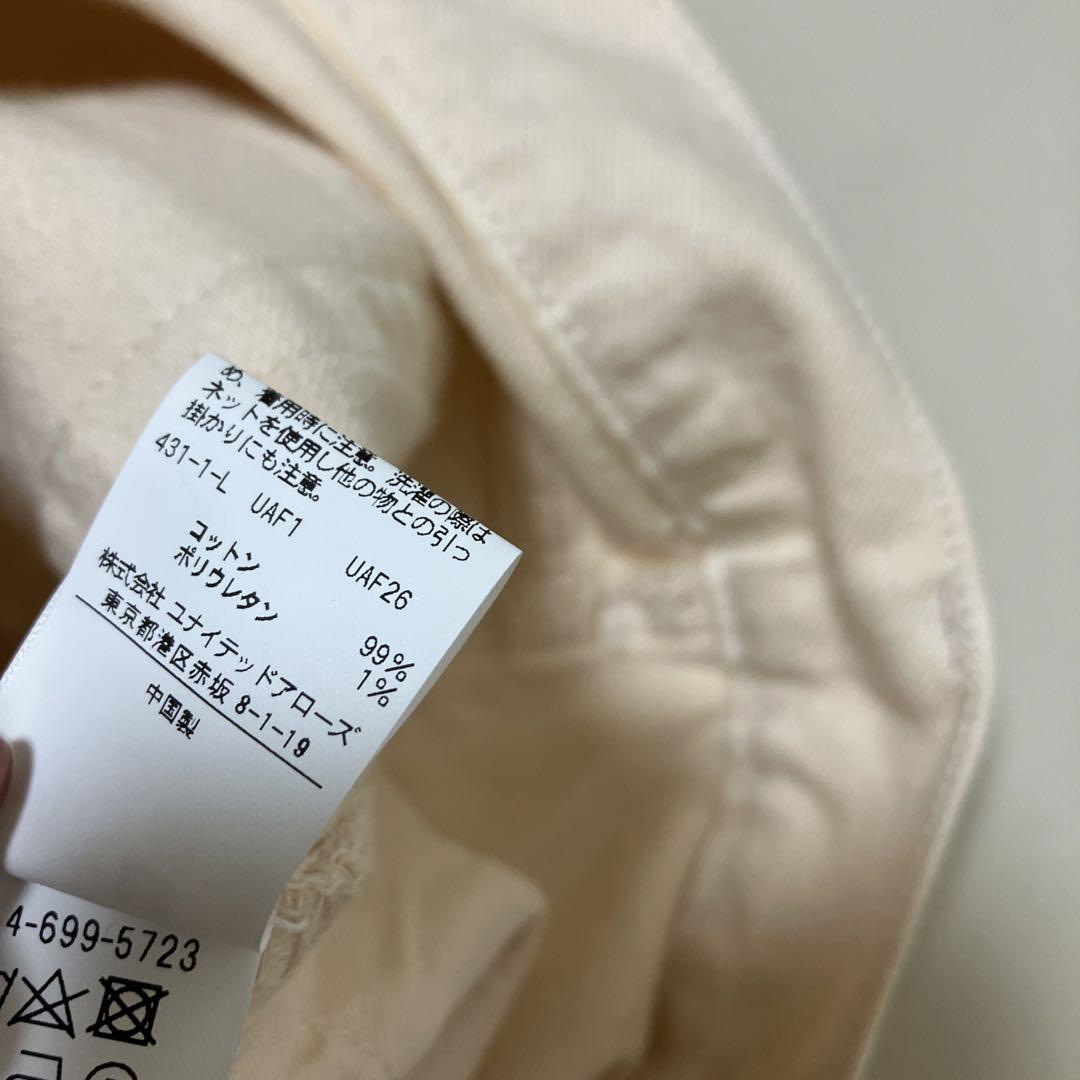 め、着用時に注意。洗濯の際は
ネットを使用し他の物との引っ
掛かりにも注意。
431-1-L UAF1 UAF26
コットン 99%
ポリウレタン 1%
株式会社 ユナイテッドアローズ
東京都港区赤坂 8-1-19
中国製
4-699-5723